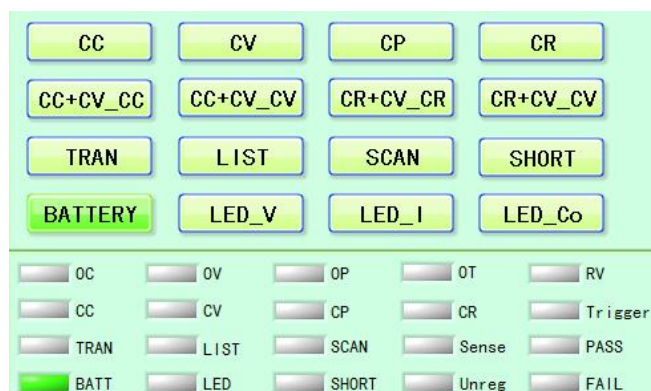 CC CV CP CR
CC+CV_CC CC+CV_CV CR+CV_CR CR+CV_CV
TRAN LIST SCAN SHORT
BATTERY LED_V LED_I LED_Co
OC OV OP OT RV
CC CV CP CR Trigger
TRAN LIST SCAN Sense PASS
BATT LED SHORT Unreg FAIL